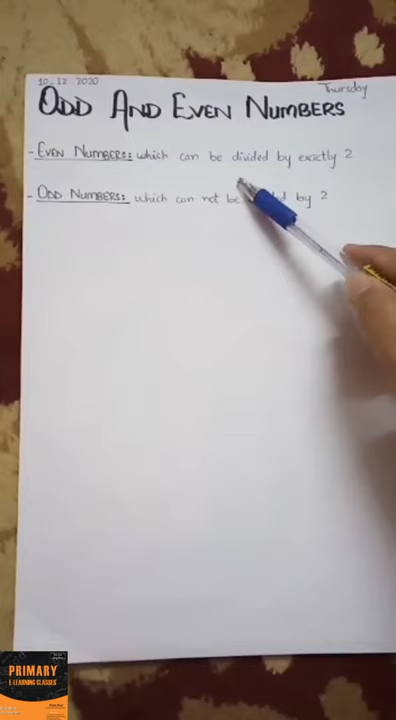 10-12-2020
Thursday
ODD AND EVEN NUMBERS
- EVEN NUMBERS: which can be divided by exactly 2
- ODD NUMBERS: which can not be by 2
PRIMARY
E-LEARNING CLASSES